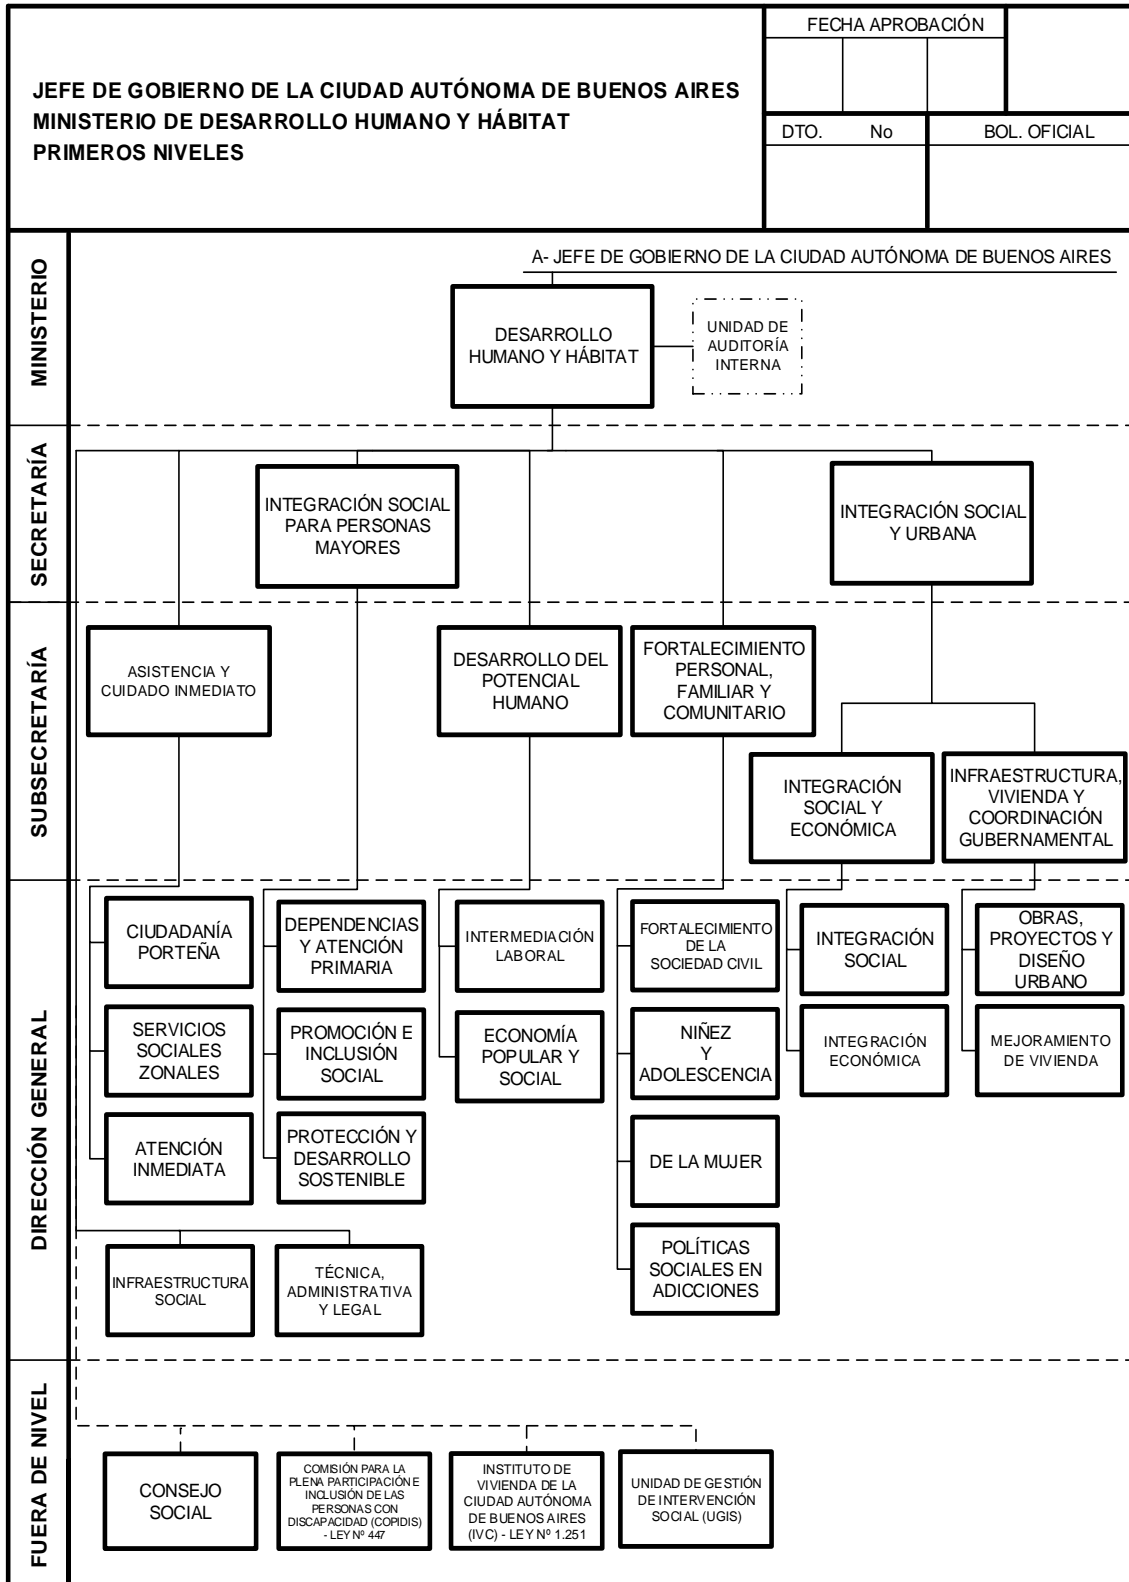 JEFE DE GOBIERNO DE LA CIUDAD AUTÓNOMA DE BUENOS AIRES
MINISTERIO DE DESARROLLO HUMANO Y HÁBITAT
PRIMEROS NIVELES
FECHA APROBACIÓN
DTO. No
BOL. OFICIAL
MINISTERIO
A- JEFE DE GOBIERNO DE LA CIUDAD AUTÓNOMA DE BUENOS AIRES
DESARROLLO
HUMANO Y HÁBITAT
UNIDAD DE
AUDITORÍA
INTERNA
SECRETARÍA
INTEGRACIÓN SOCIAL
PARA PERSONAS
MAYORES
INTEGRACIÓN SOCIAL
Y URBANA
SUBSECRETARÍA
ASISTENCIA Y
CUIDADO INMEDIATO
DESARROLLO DEL
POTENCIAL
HUMANO
FORTALECIMIENTO
PERSONAL,
FAMILIAR Y
COMUNITARIO
INTEGRACIÓN
SOCIAL Y
ECONÓMICA
INFRAESTRUCTURA,
VIVIENDA Y
COORDINACIÓN
GUBERNAMENTAL
DIRECCIÓN GENERAL
CIUDADANÍA
PORTEÑA
DEPENDENCIAS
Y ATENCIÓN
PRIMARIA
INTERMEDIACIÓN
LABORAL
FORTALECIMIENTO
DE LA
SOCIEDAD CIVIL
INTEGRACIÓN
SOCIAL
OBRAS,
PROYECTOS Y
DISEÑO
URBANO
SERVICIOS
SOCIALES
ZONALES
PROMOCIÓN E
INCLUSIÓN
SOCIAL
ECONOMÍA
POPULAR Y
SOCIAL
NIÑEZ
Y
ADOLESCENCIA
INTEGRACIÓN
ECONÓMICA
MEJORAMIENTO
DE VIVIENDA
ATENCIÓN
INMEDIATA
PROTECCIÓN Y
DESARROLLO
SOSTENIBLE
DE LA MUJER
INFRAESTRUCTURA
SOCIAL
TÉCNICA,
ADMINISTRATIVA
Y LEGAL
POLÍTICAS
SOCIALES EN
ADICCIONES
FUERA DE NIVEL
CONSEJO
SOCIAL
COMISIÓN PARA LA
PLENA PARTICIPACIÓN E
INCLUSIÓN DE LAS
PERSONAS CON
DISCAPACIDAD (COPIDIS)
- LEY Nº 447
INSTITUTO DE
VIVIENDA DE LA
CIUDAD AUTÓNOMA
DE BUENOS AIRES
(IVC) - LEY Nº 1.251
UNIDAD DE GESTIÓN
DE INTERVENCIÓN
SOCIAL (UGIS)